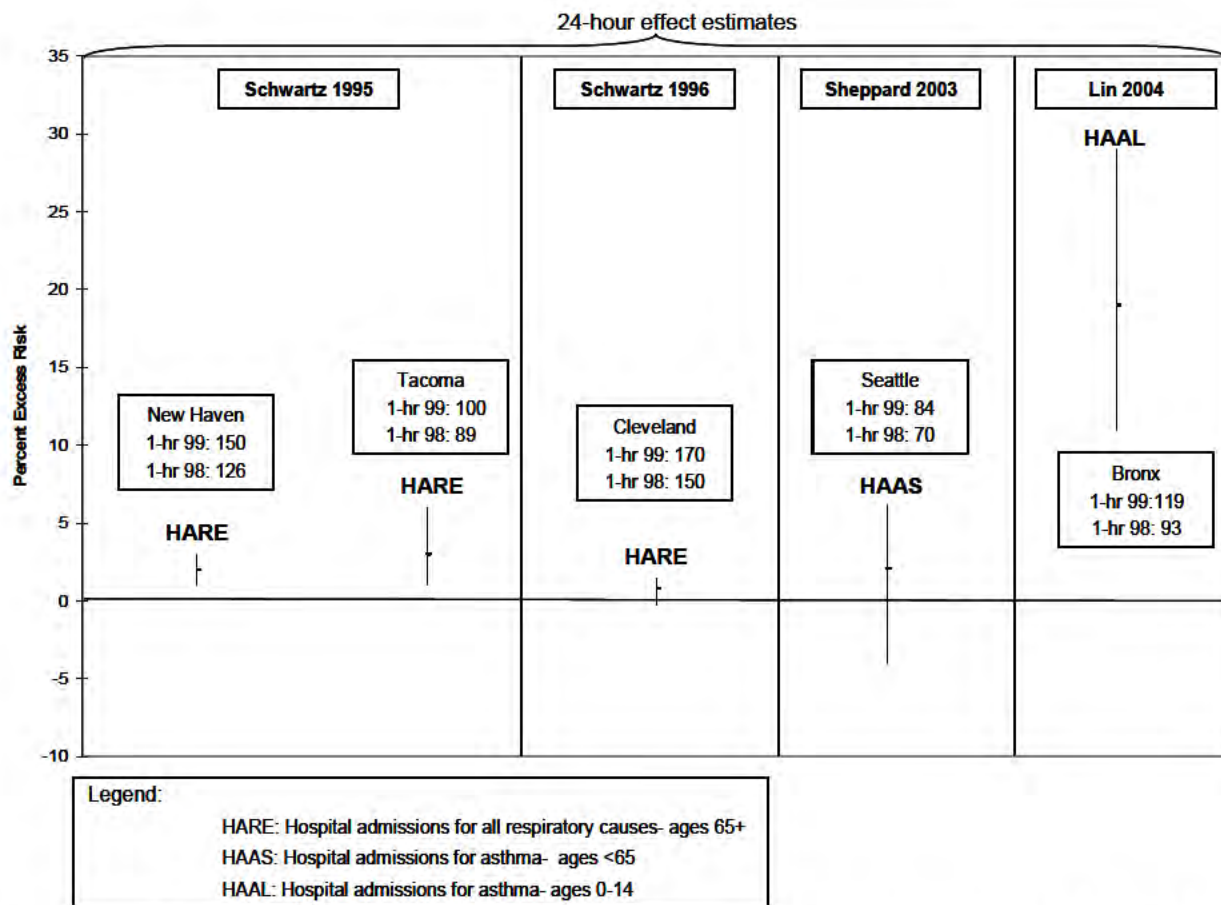 24-hour effect estimates
35
30
25
20
15
10
5
0
-5
-10
Percent Excess Risk
Schwartz 1995
Schwartz 1996
Sheppard 2003
Lin 2004
New Haven
1-hr 99: 150
1-hr 98: 126
HARE
Tacoma
1-hr 99: 100
1-hr 98: 89
HARE
Cleveland
1-hr 99: 170
1-hr 98: 150
HARE
Seattle
1-hr 99: 84
1-hr 98: 70
HAAS
HAAL
Bronx
1-hr 99:119
1-hr 98: 93
Legend:
HARE: Hospital admissions for all respiratory causes- ages 65+
HAAS: Hospital admissions for asthma- ages <65
HAAL: Hospital admissions for asthma- ages 0-14